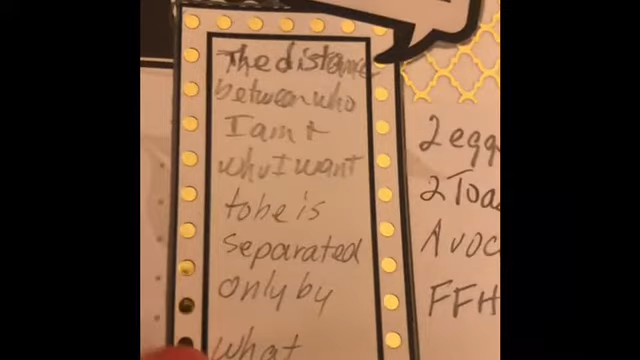 The distance
between who
I am +
who I want
to be is
separated
only by
what
2 egg
2 Toa
Avoc
FFH